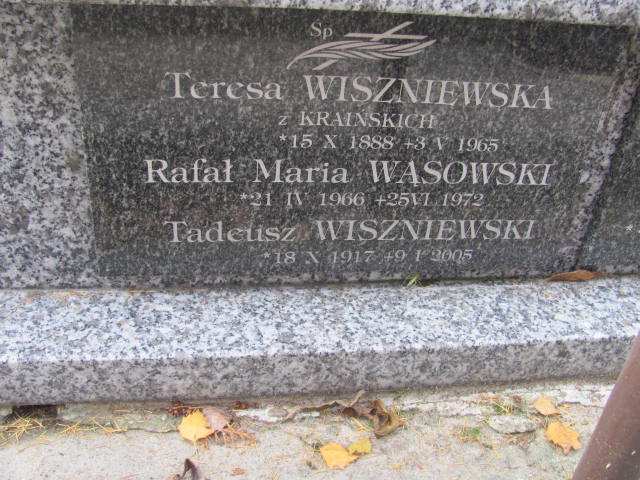 Sp
Teresa WISZNIEWSKA
z KRAIŃSKICH
*15 X 1888 +3 V 1965
Rafał Maria WĄSOWSKI
*21 IV 1966 +25VI 1972
Tadeusz WISZNIEWSKI
*18 X 1917 +9 I 2005